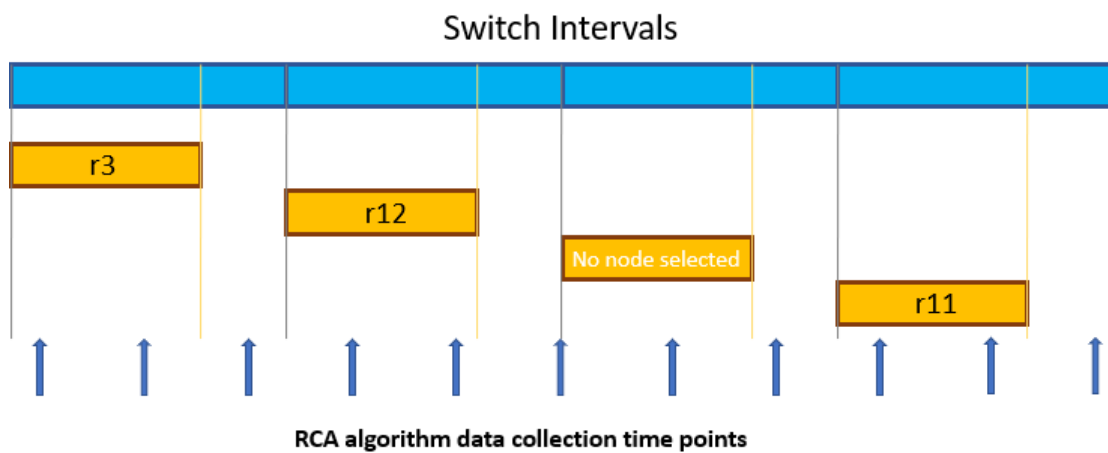 Switch Intervals
r3
r12
No node selected
r11
RCA algorithm data collection time points